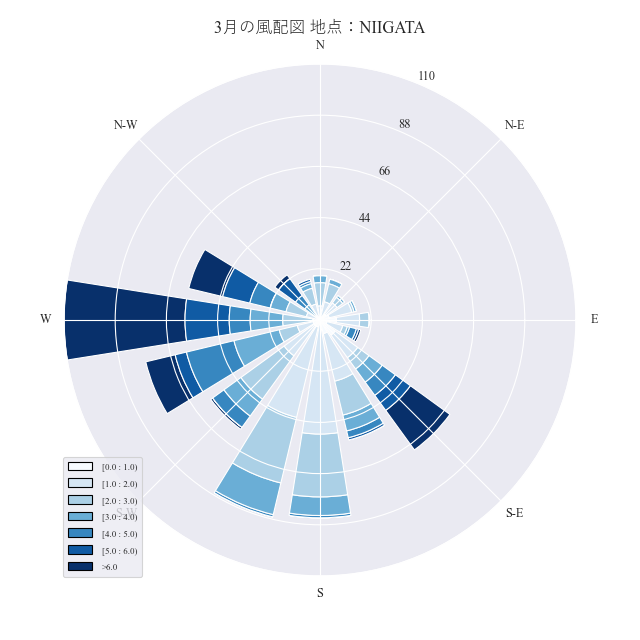 3月の風配図 地点：NIIGATA
N
110
N-W
88
N-E
66
44
22
W
E
[0.0 : 1.0)
[1.0 : 2.0)
[2.0 : 3.0)
[3.0 : 4.0)
S-W
S-E
[4.0 : 5.0)
[5.0 : 6.0)
>6.0
S